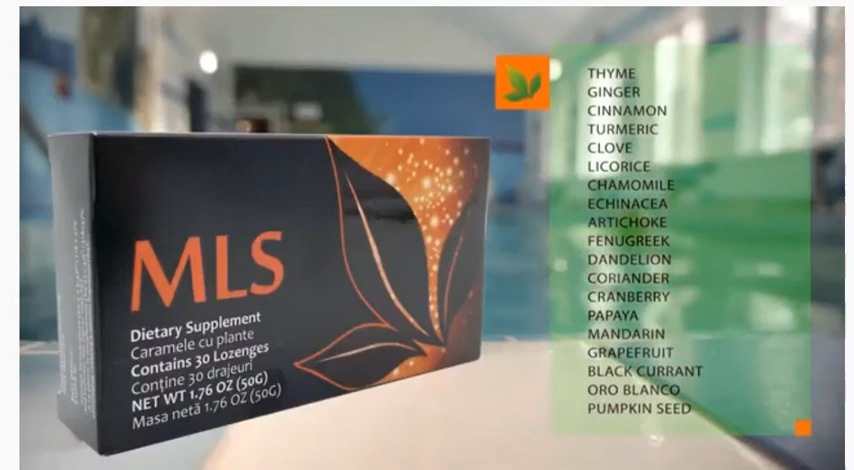 MLS
Dietary Supplement
Caramele cu plante
Contains 30 Lozenges
Conține 30 drajeuri
NET WT 1.76 OZ (50G)
Masa netă 1.76 OZ (50G)
THYME
GINGER
CINNAMON
TURMERIC
CLOVE
LICORICE
CHAMOMILE
ECHINACEA
ARTICHOKE
FENUGREEK
DANDELION
CORIANDER
CRANBERRY
PAPAYA
MANDARIN
GRAPEFRUIT
BLACK CURRANT
ORO BLANCO
PUMPKIN SEED